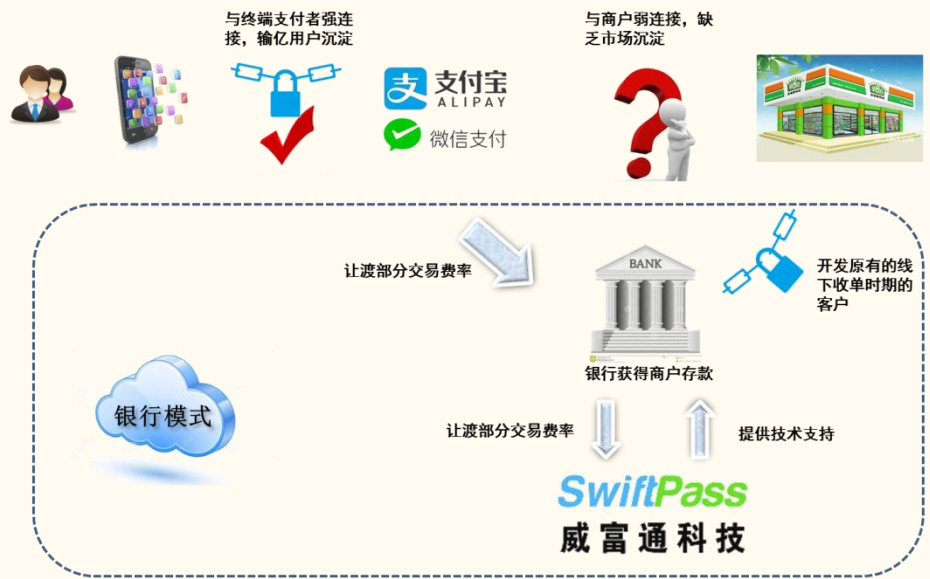 与终端支付者强连
接，输亿用户沉淀
与商户弱连接，缺
乏市场沉淀
支付宝
ALIPAY
微信支付
让渡部分交易费率
BANK
开发原有的线
下收单时期的
客户
银行获得商户存款
银行模式
让渡部分交易费率
提供技术支持
SwiftPass
威富通科技